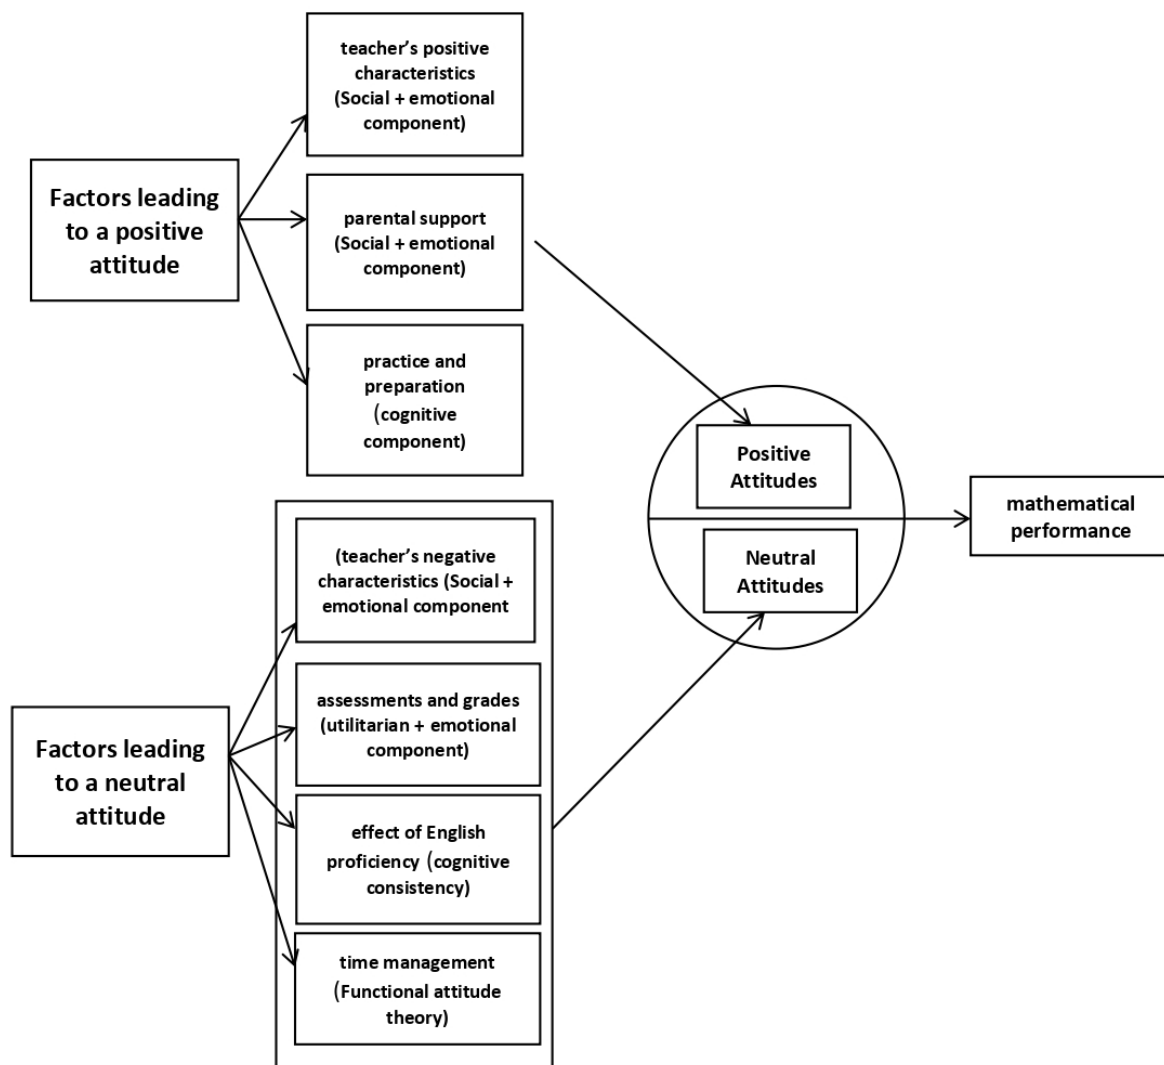 teacher’s positive
characteristics
(Social + emotional
component)
Factors leading
to a positive
attitude
parental support
(Social + emotional
component)
practice and
preparation
(cognitive
component)
Positive
Attitudes
mathematical
performance
Neutral
Attitudes
(teacher’s negative
characteristics (Social +
emotional component
assessments and grades
(utilitarian + emotional
component)
Factors leading
to a neutral
attitude
effect of English
proficiency (cognitive
consistency)
time management
(Functional attitude
theory)